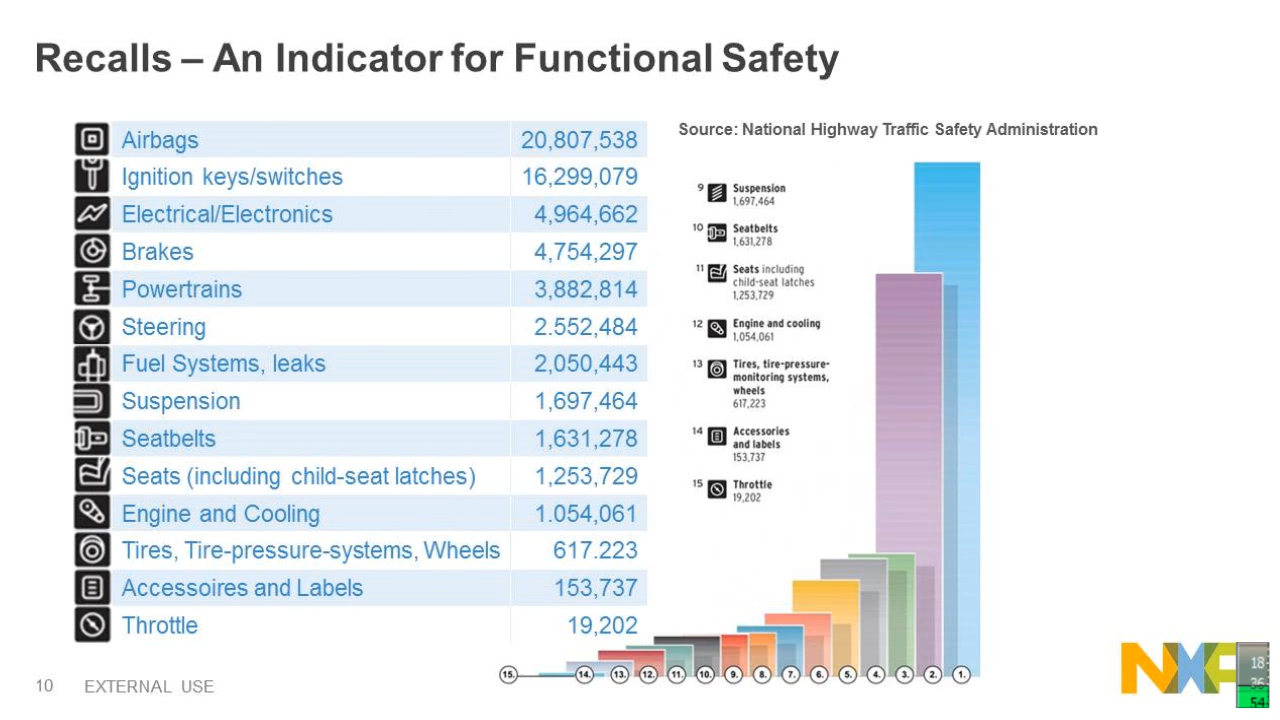 Recalls – An Indicator for Functional Safety
Airbags 20,807,538
Ignition keys/switches 16,299,079
Electrical/Electronics 4,964,662
Brakes 4,754,297
Powertrains 3,882,814
Steering 2.552,484
Fuel Systems, leaks 2,050,443
Suspension 1,697,464
Seatbelts 1,631,278
Seats (including child-seat latches) 1,253,729
Engine and Cooling 1.054,061
Tires, Tire-pressure-systems, Wheels 617.223
Accessoires and Labels 153,737
Throttle 19,202
Source: National Highway Traffic Safety Administration
9 Suspension
1,697,464
10 Seatbelts
1,631,278
11 Seats including
child-seat latches
1,253,729
12 Engine and cooling
1,054,061
13 Tires, tire-pressure-
monitoring systems,
wheels
617,223
14 Accessories
and labels
153,737
15 Throttle
19,202
15. 14. 13. 12. 11. 10. 9. 8. 7. 6. 5. 4. 3. 2. 1.
10 EXTERNAL USE
NXP
18
36
54